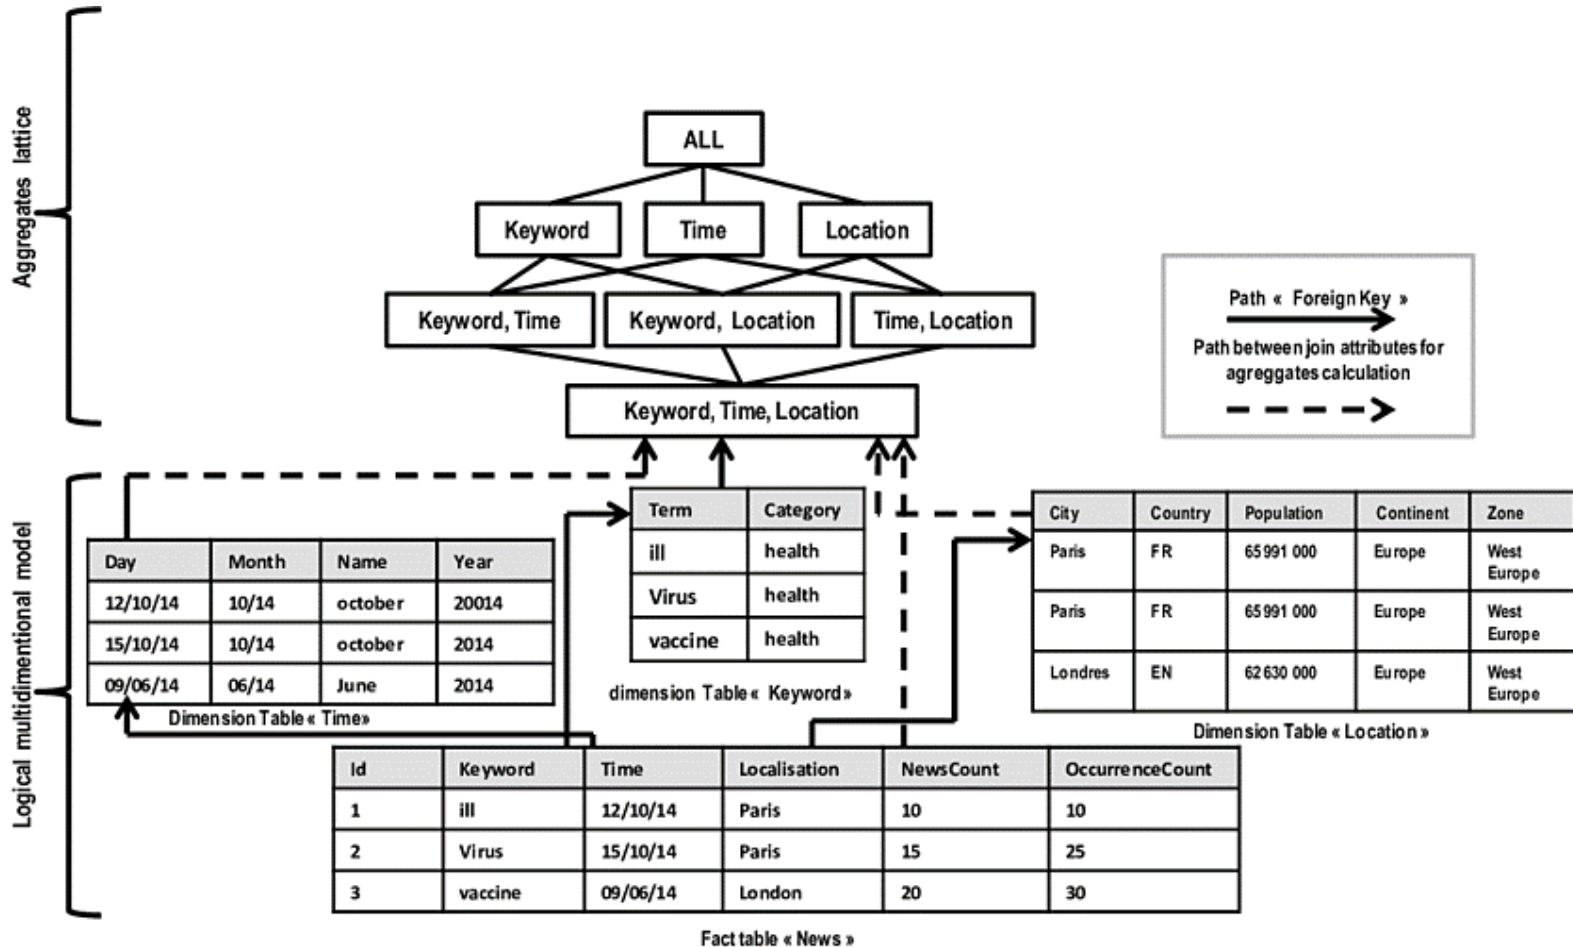 Aggregates lattice
ALL
Keyword
Time
Location
Keyword, Time
Keyword, Location
Time, Location
Keyword, Time, Location
Path « Foreign Key »
Path between join attributes for
agreggates calculation
Logical multidimentional model
Day Month Name Year
12/10/14 10/14 october 20014
15/10/14 10/14 october 2014
09/06/14 06/14 June 2014
Dimension Table « Time»
Term Category
ill health
Virus health
vaccine health
dimension Table « Keyword»
City Country Population Continent Zone
Paris FR 65991 000 Europe West
Europe
Paris FR 65991 000 Europe West
Europe
Londres EN 62630 000 Europe West
Europe
Dimension Table « Location »
Id Keyword Time Localisation NewsCount OccurrenceCount
1 ill 12/10/14 Paris 10 10
2 Virus 15/10/14 Paris 15 25
3 vaccine 09/06/14 London 20 30
Fact table « News »